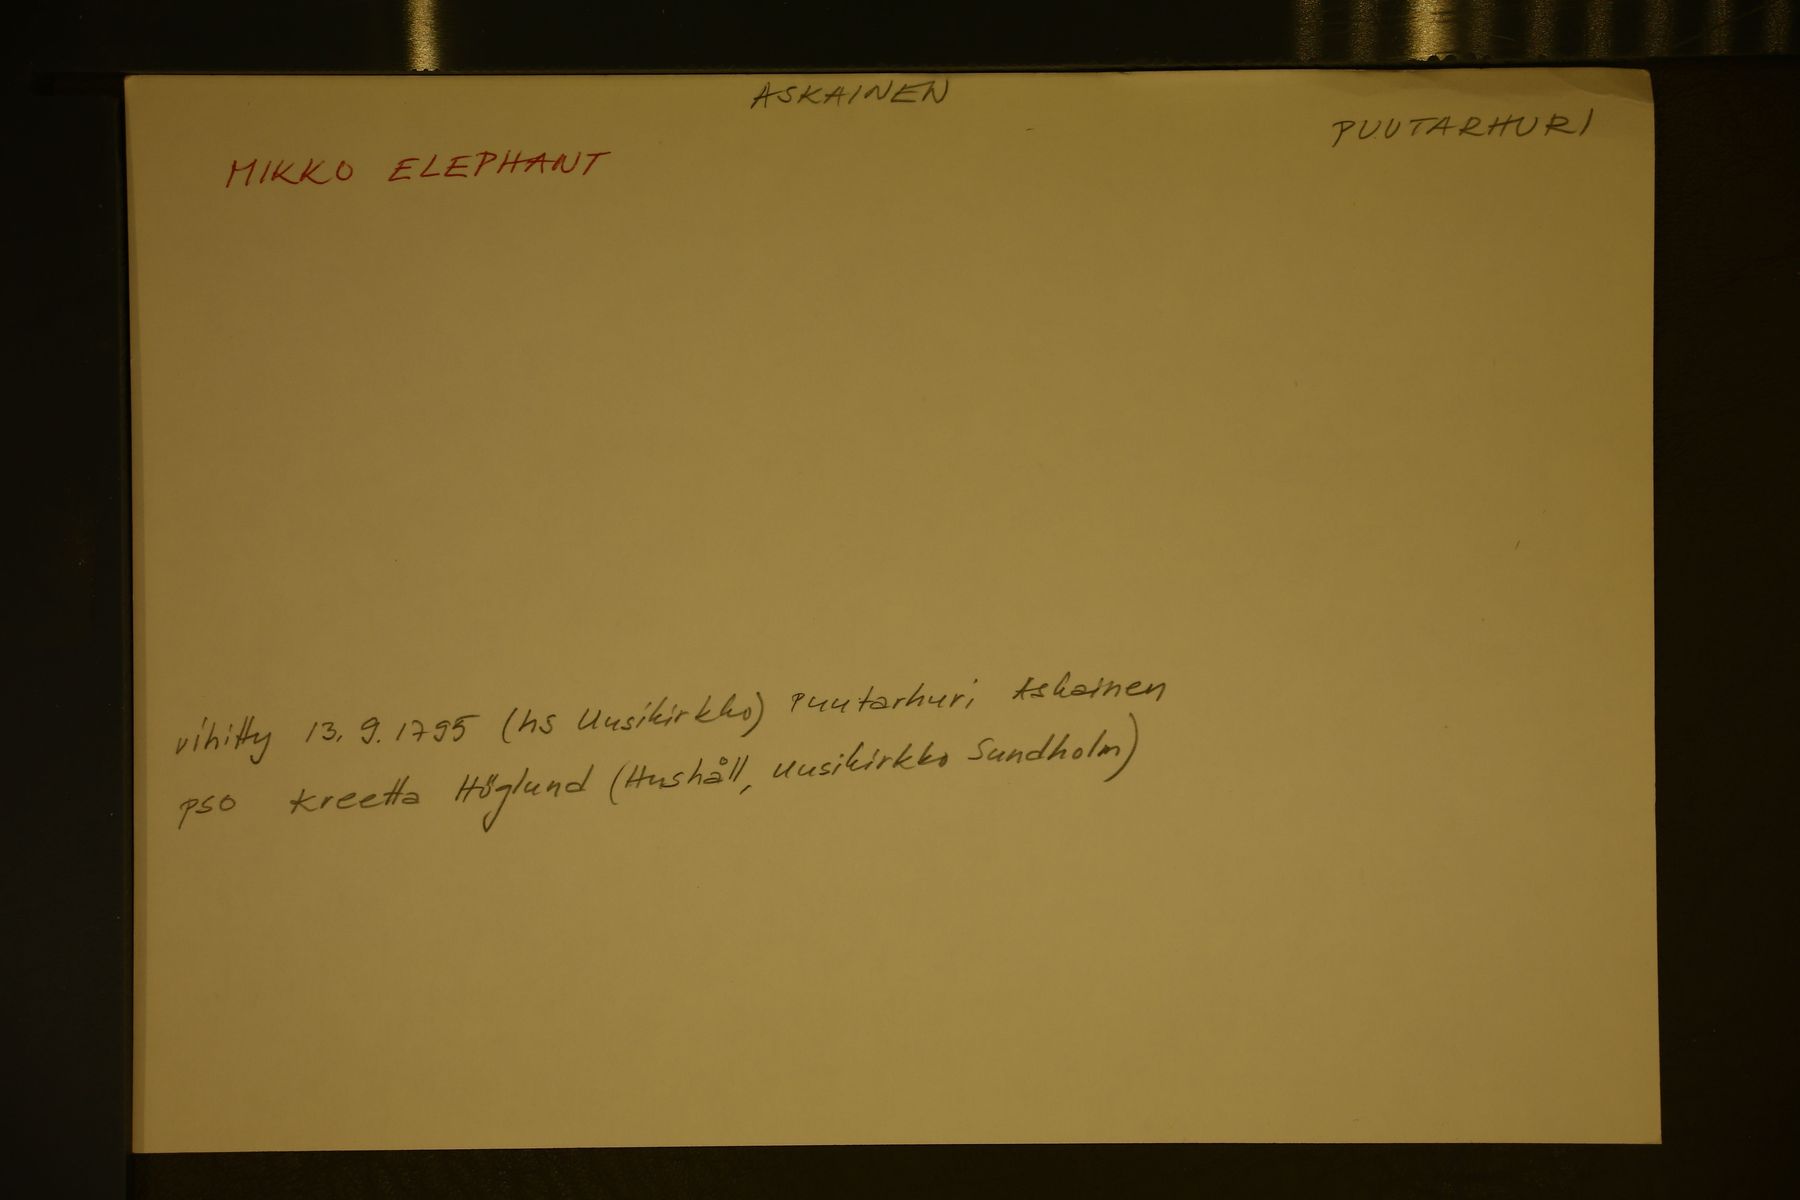 ASKAINEN
PUUTARHURI
MIKKO ELEPHANT
vihitty 13.9.1795 (hs Uusikirkko) Puutarhuri Askainen
pso Kreetta Höglund (Hushåll, Uusikirkko Sundholm)